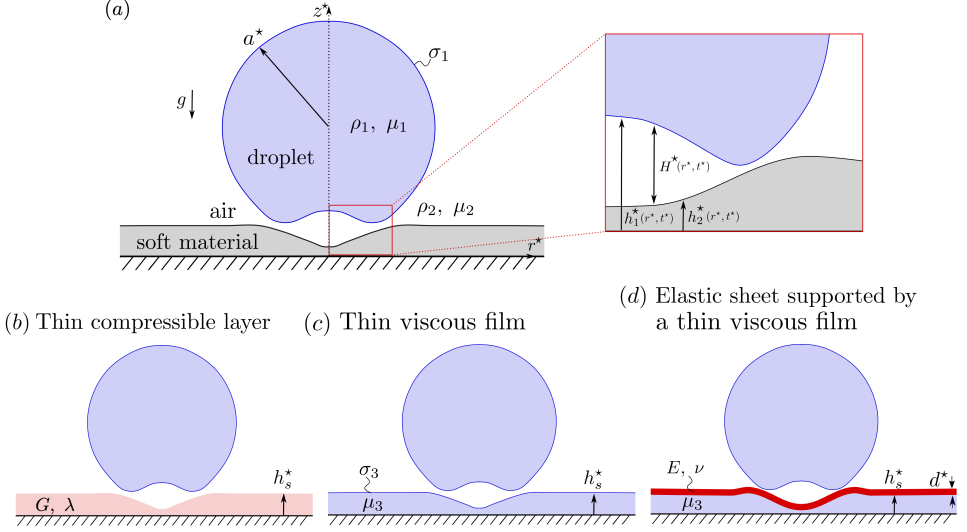 (a)
z*
a*
σ₁
g
ρ₁, μ₁
droplet
H*(r*, t*)
air
ρ₂, μ₂
h₁*(r*, t*)
h₂*(r*, t*)
soft material
r*
(b) Thin compressible layer
(c) Thin viscous film
(d) Elastic sheet supported by
a thin viscous film
G, λ
hₛ*
σ₃
μ₃
hₛ*
E, ν
μ₃
hₛ*
d*